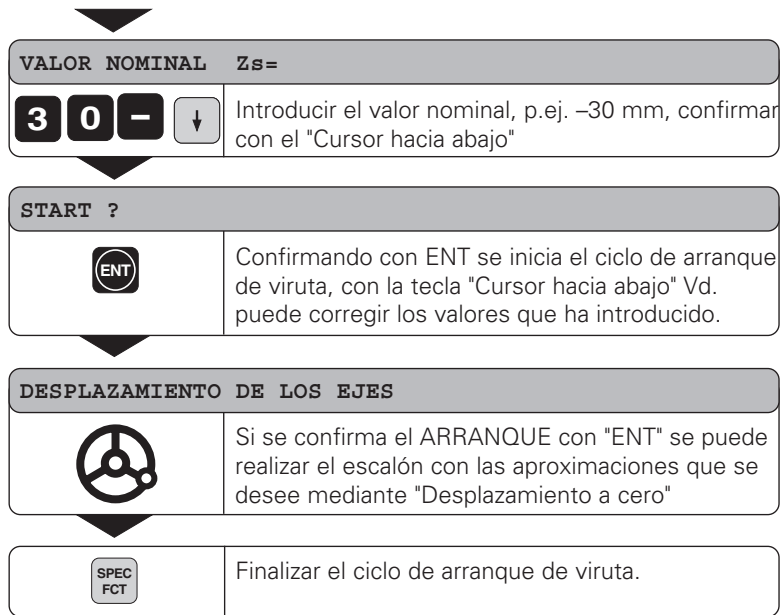 VALOR NOMINAL Zs=
3 0 – ↓
Introducir el valor nominal, p.ej. –30 mm, confirmar
con el "Cursor hacia abajo"
START ?
ENT
Confirmando con ENT se inicia el ciclo de arranque
de viruta, con la tecla "Cursor hacia abajo" Vd.
puede corregir los valores que ha introducido.
DESPLAZAMIENTO DE LOS EJES
Si se confirma el ARRANQUE con "ENT" se puede
realizar el escalón con las aproximaciones que se
desee mediante "Desplazamiento a cero"
SPEC
FCT
Finalizar el ciclo de arranque de viruta.